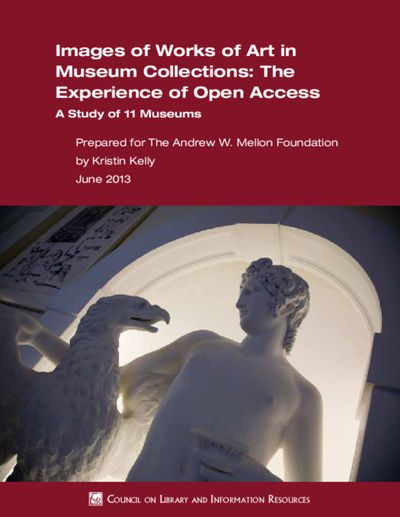 Images of Works of Art in
Museum Collections: The
Experience of Open Access
A Study of 11 Museums
Prepared for The Andrew W. Mellon Foundation
by Kristin Kelly
June 2013
Council on Library and Information Resources